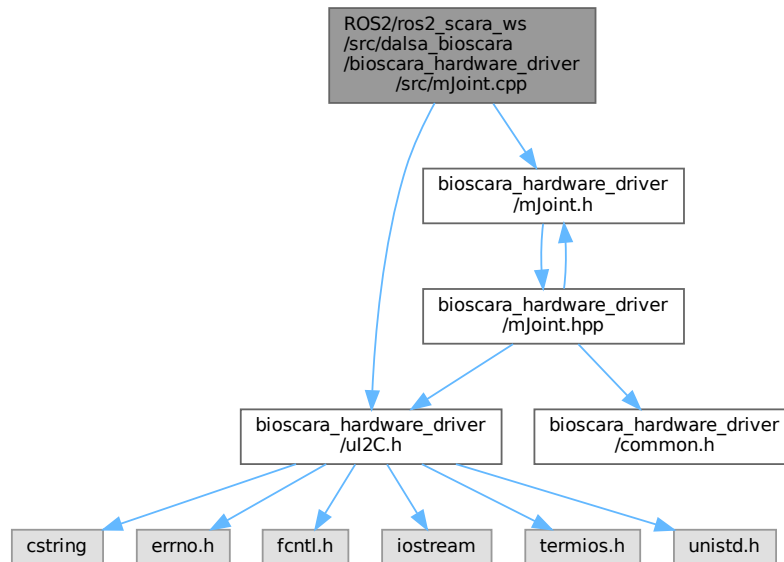 ROS2/ros2_scara_ws
/src/dalsa_bioscara
/bioscara_hardware_driver
/src/mJoint.cpp
bioscara_hardware_driver
/mJoint.h
bioscara_hardware_driver
/mJoint.hpp
bioscara_hardware_driver
/uI2C.h
bioscara_hardware_driver
/common.h
cstring
errno.h
fcntl.h
iostream
termios.h
unistd.h